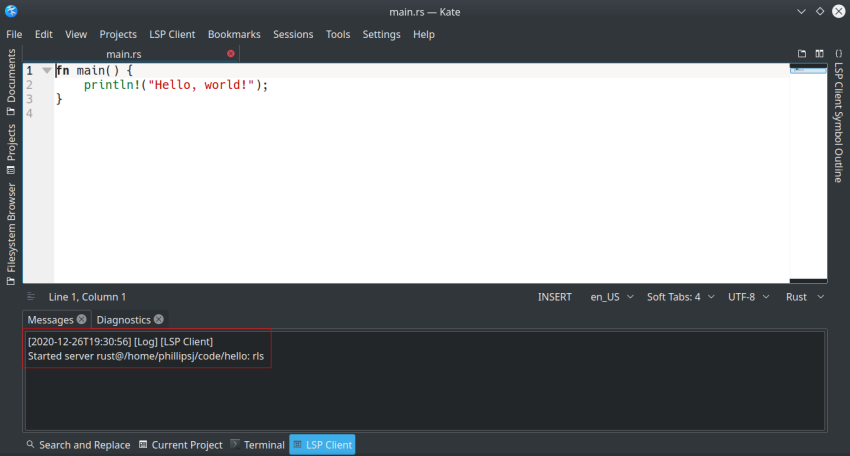 main.rs — Kate
File Edit View Projects LSP Client Bookmarks Sessions Tools Settings Help
main.rs
Documents
Projects
Filesystem Browser
1 fn main() {
2     println!("Hello, world!");
3 }
4
{} LSP Client Symbol Outline
Line 1, Column 1 INSERT en_US Soft Tabs: 4 UTF-8 Rust
Messages Diagnostics
[2020-12-26T19:30:56] [Log] [LSP Client]
Started server rust@/home/phillipsj/code/hello: rls
Search and Replace Current Project Terminal LSP Client